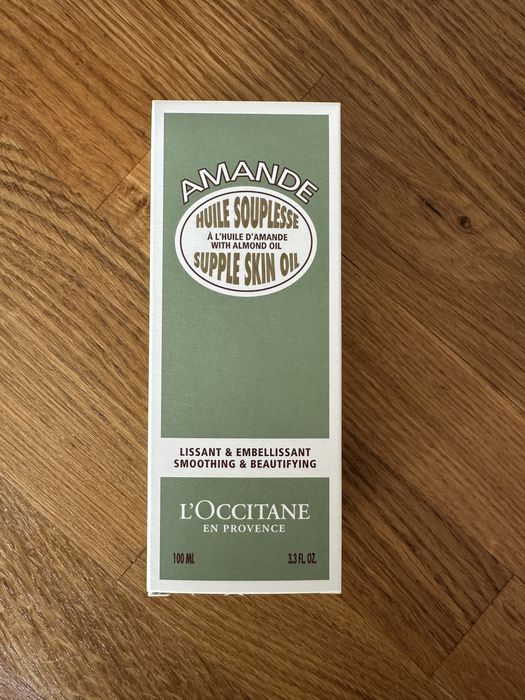 AMANDE
HUILE SOUPLESSE
À L'HUILE D'AMANDE
WITH ALMOND OIL
SUPPLE SKIN OIL
LISSANT & EMBELLISSANT
SMOOTHING & BEAUTIFYING
L'OCCITANE
EN PROVENCE
100 ML
3.3 FL. OZ.